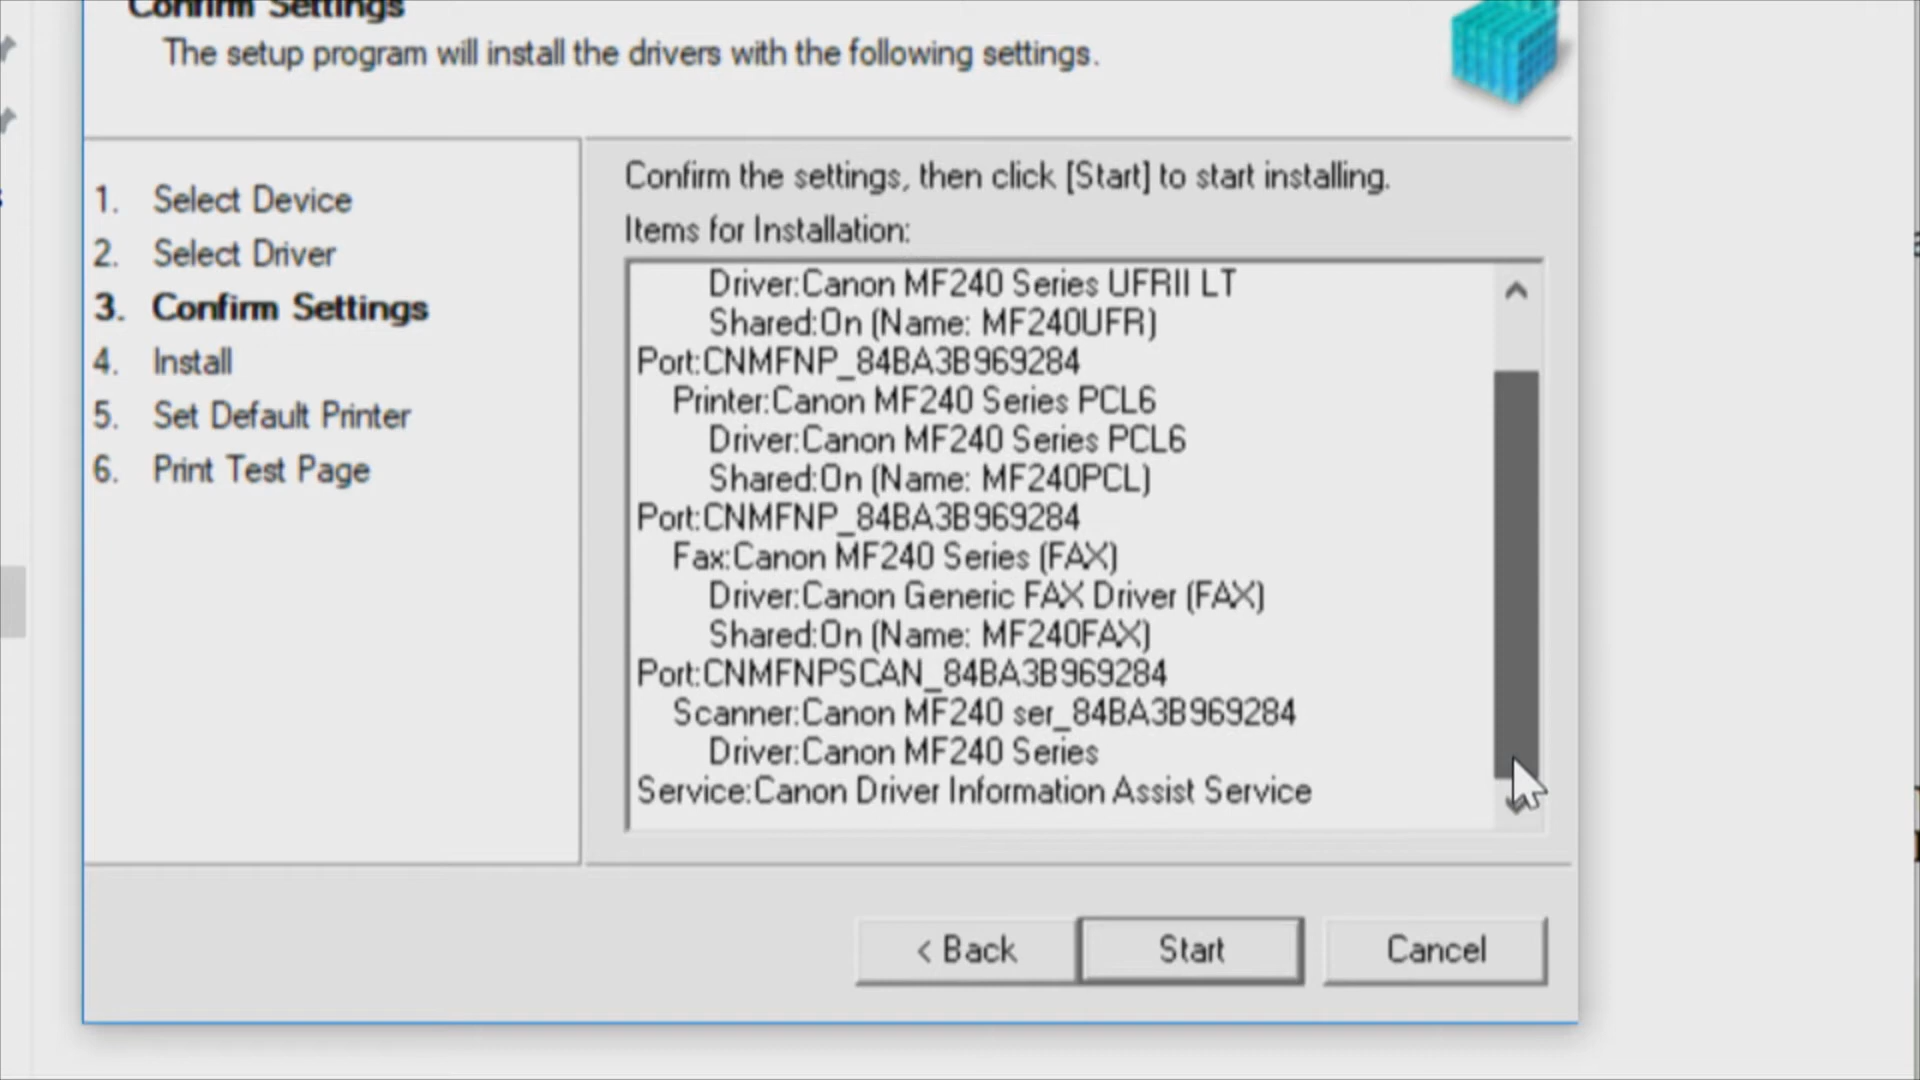 Confirm Settings
The setup program will install the drivers with the following settings.
1. Select Device
2. Select Driver
3. Confirm Settings
4. Install
5. Set Default Printer
6. Print Test Page
Confirm the settings, then click [Start] to start installing.
Items for Installation:
Driver:Canon MF240 Series UFRII LT
Shared:On (Name: MF240UFR)
Port:CNMFNP_84BA3B969284
Printer:Canon MF240 Series PCL6
Driver:Canon MF240 Series PCL6
Shared:On (Name: MF240PCL)
Port:CNMFNP_84BA3B969284
Fax:Canon MF240 Series (FAX)
Driver:Canon Generic FAX Driver (FAX)
Shared:On (Name: MF240FAX)
Port:CNMFNPSCAN_84BA3B969284
Scanner:Canon MF240 ser_84BA3B969284
Driver:Canon MF240 Series
Service:Canon Driver Information Assist Service
< Back
Start
Cancel